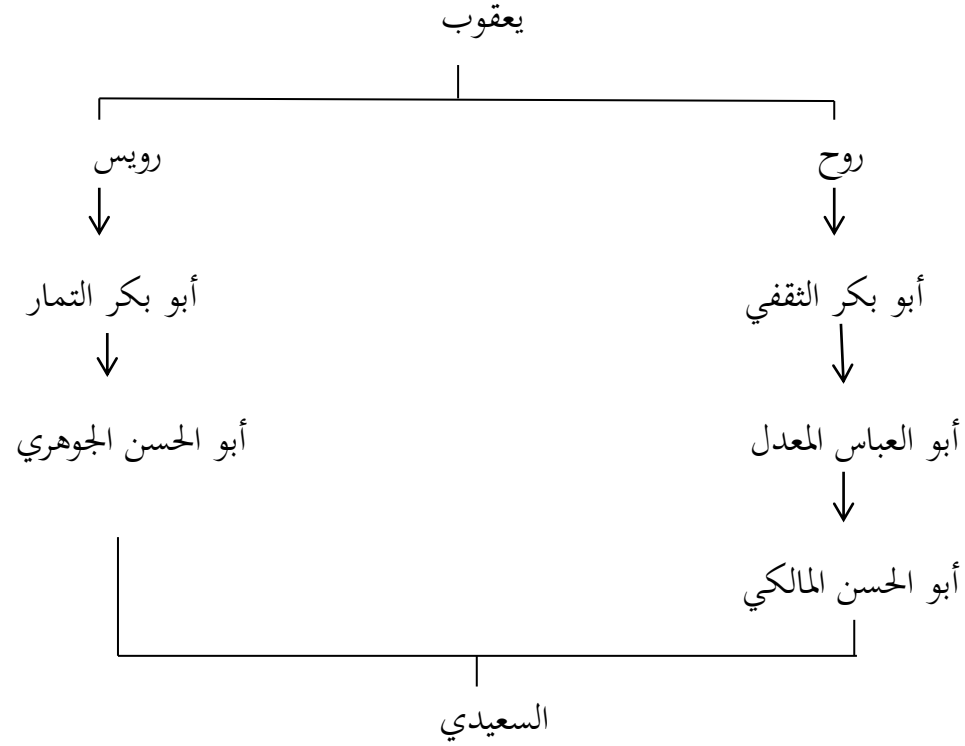 يعقوب
روح
رويس
أبو بكر الثقفي
أبو بكر التمار
أبو العباس المعدل
أبو الحسن الجوهري
أبو الحسن المالكي
السعيدي